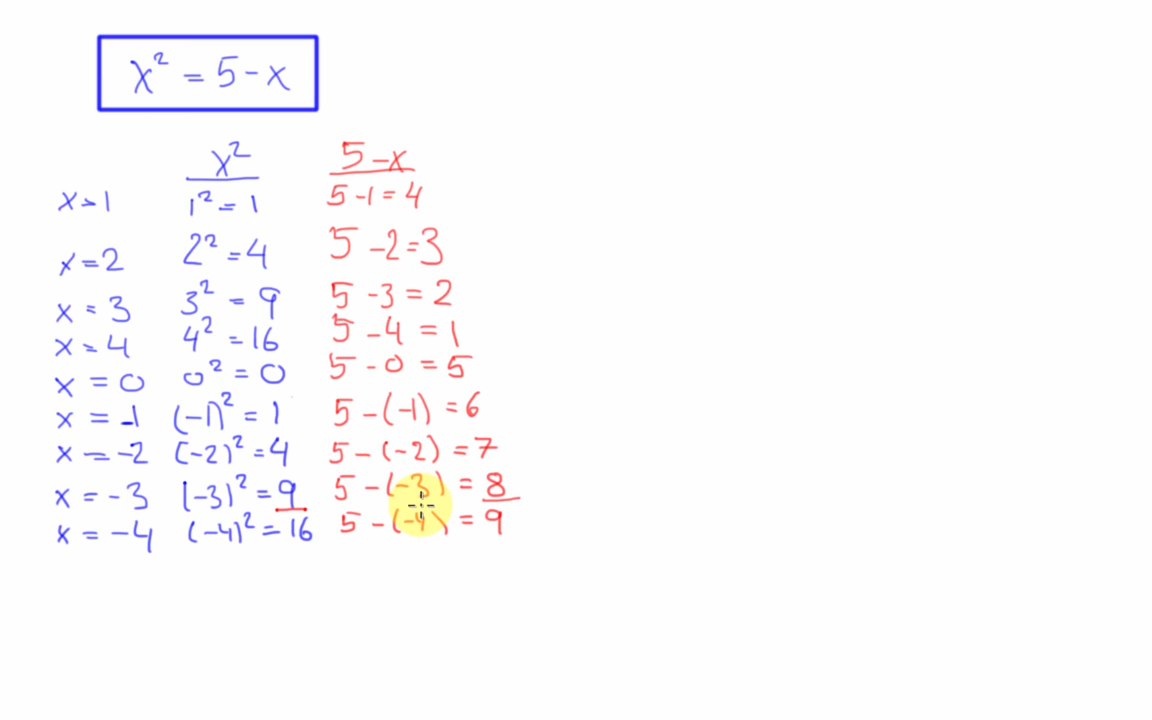 x² = 5 - x
x² 5 - x
x = 1 1² = 1 5 - 1 = 4
x = 2 2² = 4 5 - 2 = 3
x = 3 3² = 9 5 - 3 = 2
x = 4 4² = 16 5 - 4 = 1
x = 0 0² = 0 5 - 0 = 5
x = -1 (-1)² = 1 5 - (-1) = 6
x = -2 (-2)² = 4 5 - (-2) = 7
x = -3 (-3)² = 9 5 - (-3) = 8
x = -4 (-4)² = 16 5 - (-4) = 9